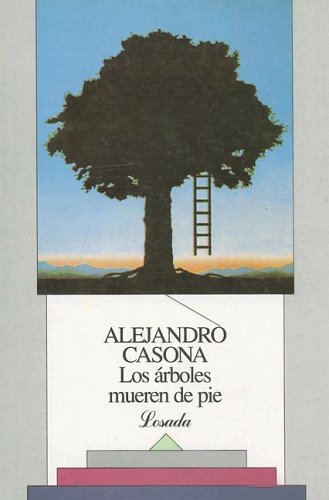 ALEJANDRO
CASONA
Los árboles
mueren de pie
Losada